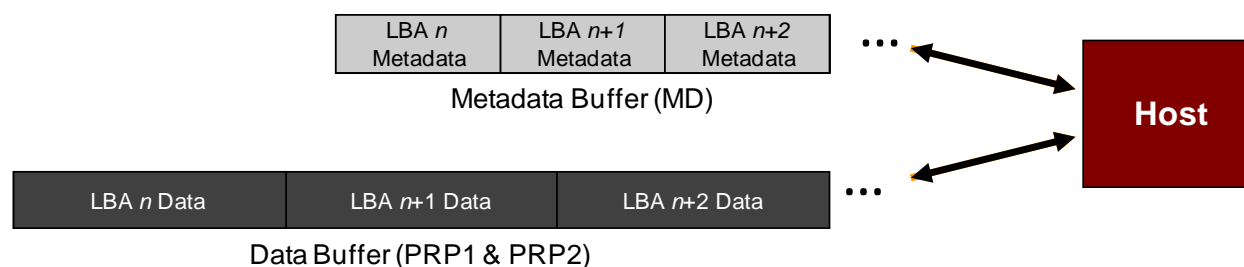 LBA n
Metadata
LBA n+1
Metadata
LBA n+2
Metadata
...
Metadata Buffer (MD)
Host
LBA n Data
LBA n+1 Data
LBA n+2 Data
...
Data Buffer (PRP1 & PRP2)